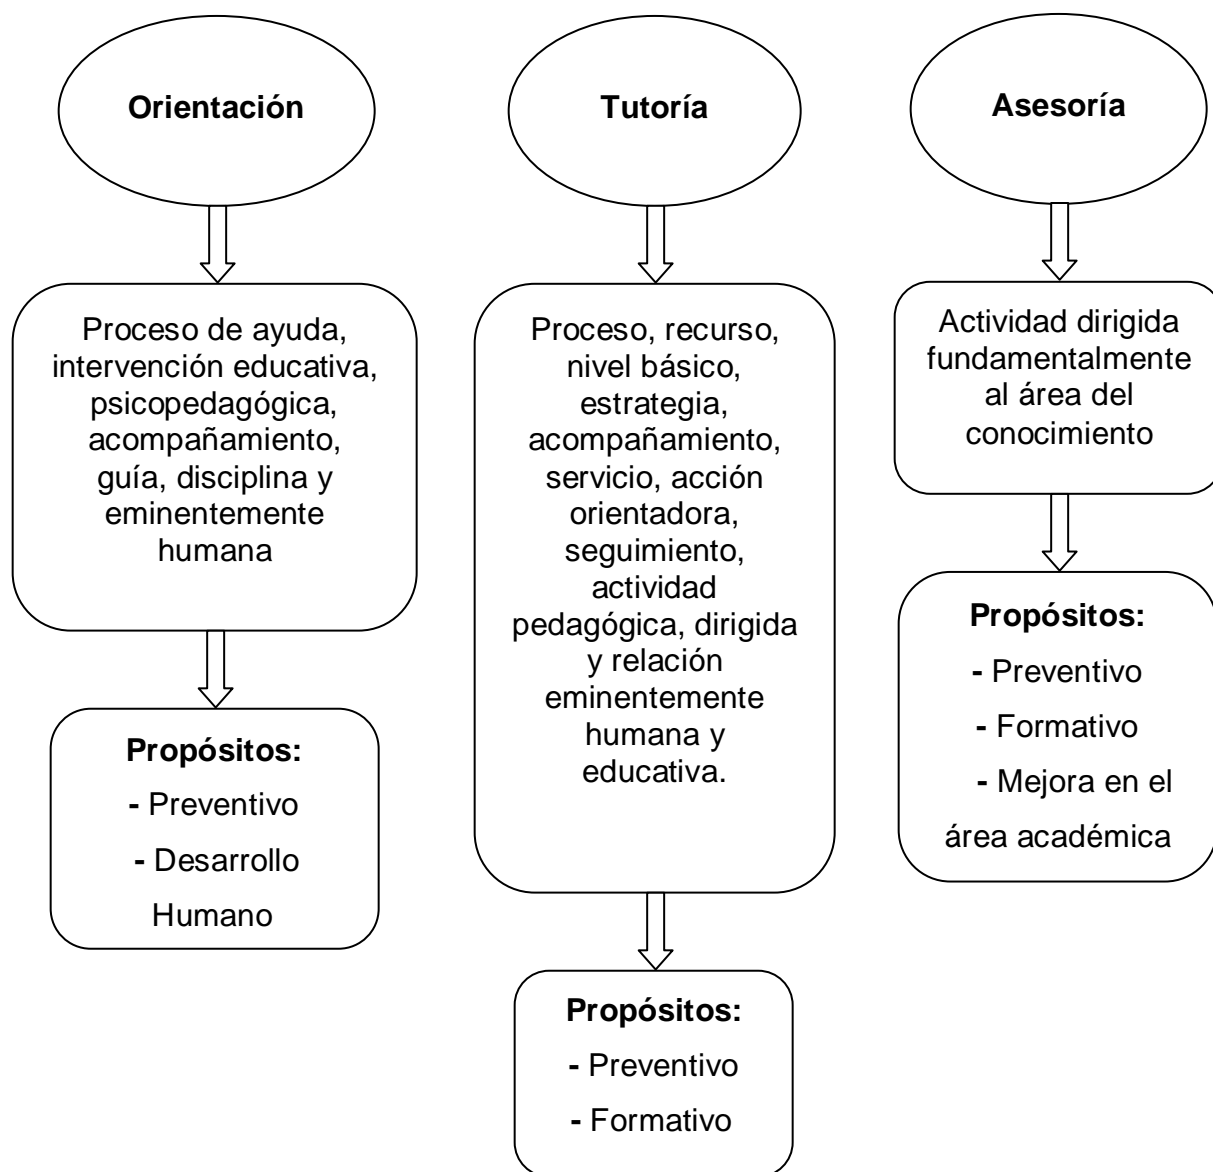 Orientación
Proceso de ayuda,
intervención educativa,
psicopedagógica,
acompañamiento,
guía, disciplina y
eminentemente
humana
Propósitos:
- Preventivo
- Desarrollo
Humano
Tutoría
Proceso, recurso,
nivel básico,
estrategia,
acompañamiento,
servicio, acción
orientadora,
seguimiento,
actividad
pedagógica, dirigida
y relación
eminentemente
humana y
educativa.
Propósitos:
- Preventivo
- Formativo
Asesoría
Actividad dirigida
fundamentalmente
al área del
conocimiento
Propósitos:
- Preventivo
- Formativo
- Mejora en el
área académica